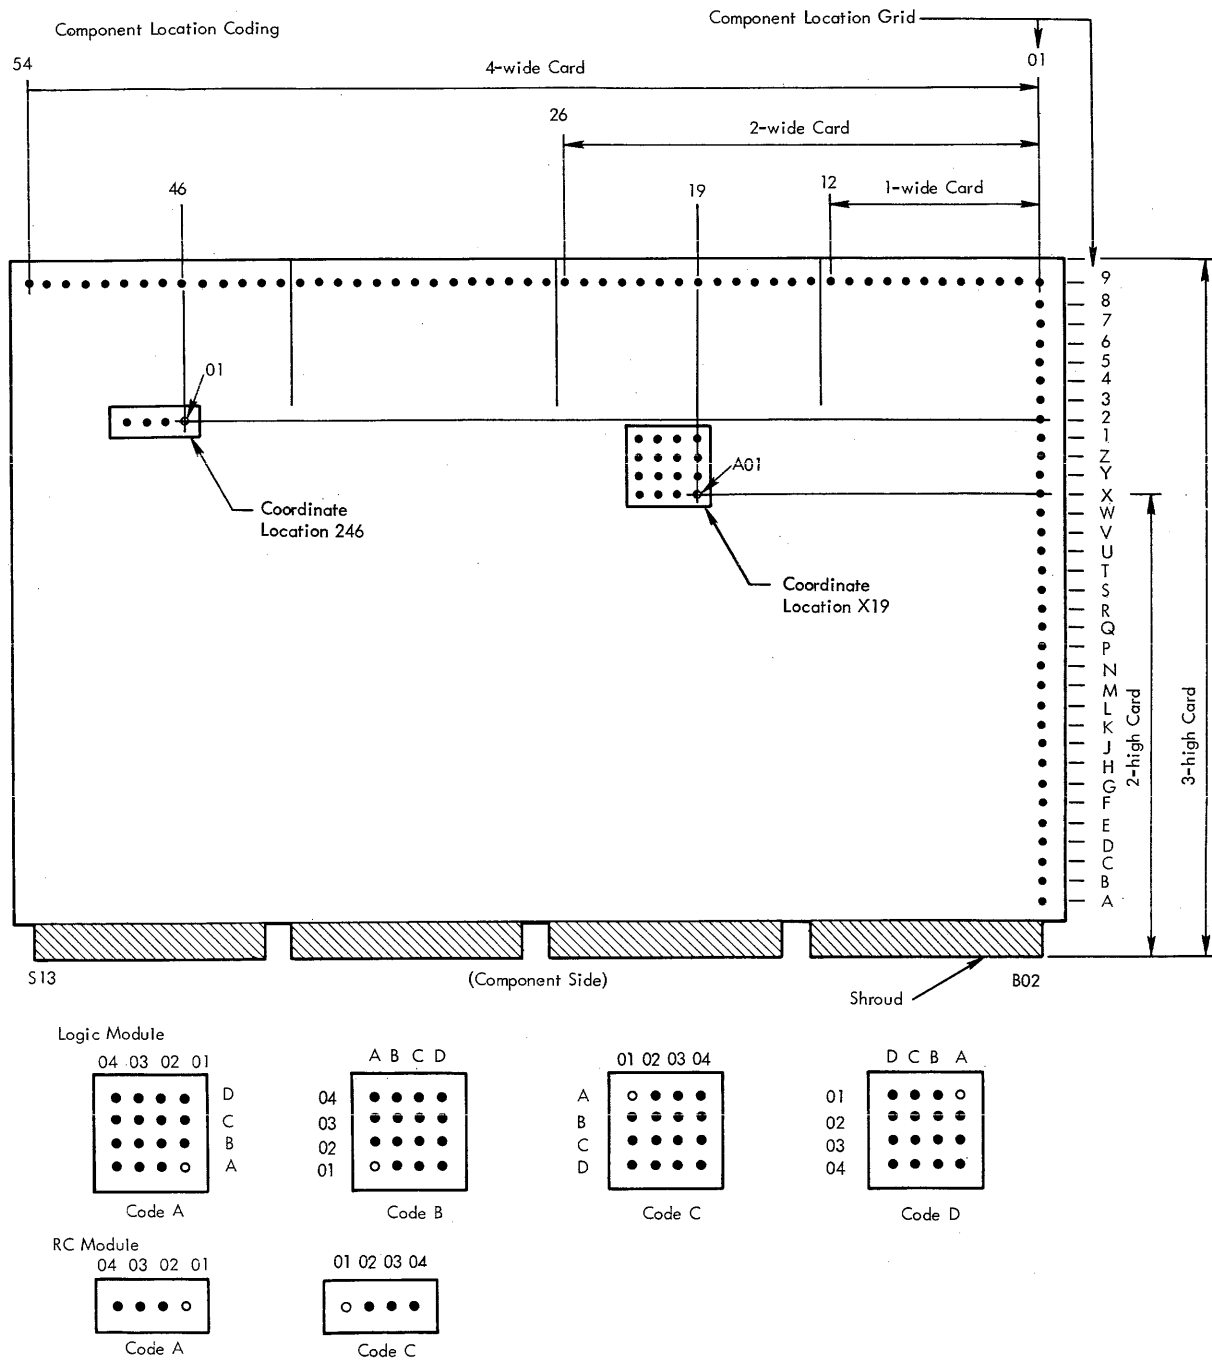 Component Location Coding
Component Location Grid
54
01
4-wide Card
26
2-wide Card
46
19
12
1-wide Card
9
8
7
6
5
4
3
2
1
Z
Y
X
W
V
U
T
S
R
Q
P
N
M
L
K
J
H
G
F
E
D
C
B
A
01
A01
Coordinate
Location 246
Coordinate
Location X19
2-high Card
3-high Card
S13
(Component Side)
B02
Shroud
Logic Module
04 03 02 01
D
C
B
A
Code A
A B C D
04
03
02
01
Code B
01 02 03 04
A
B
C
D
Code C
D C B A
01
02
03
04
Code D
RC Module
04 03 02 01
Code A
01 02 03 04
Code C